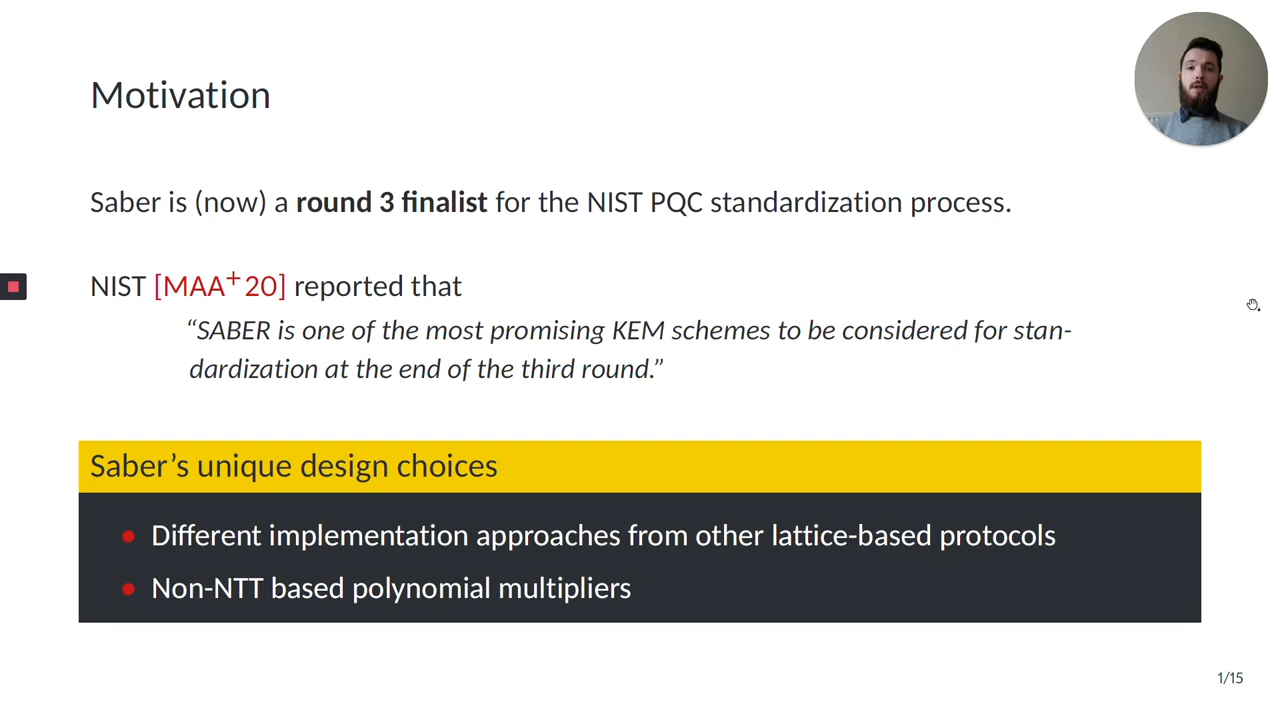 Motivation
Saber is (now) a round 3 finalist for the NIST PQC standardization process.
NIST [MAA+20] reported that
“SABER is one of the most promising KEM schemes to be considered for stan-
dardization at the end of the third round.”
Saber’s unique design choices
Different implementation approaches from other lattice-based protocols
Non-NTT based polynomial multipliers
1/15